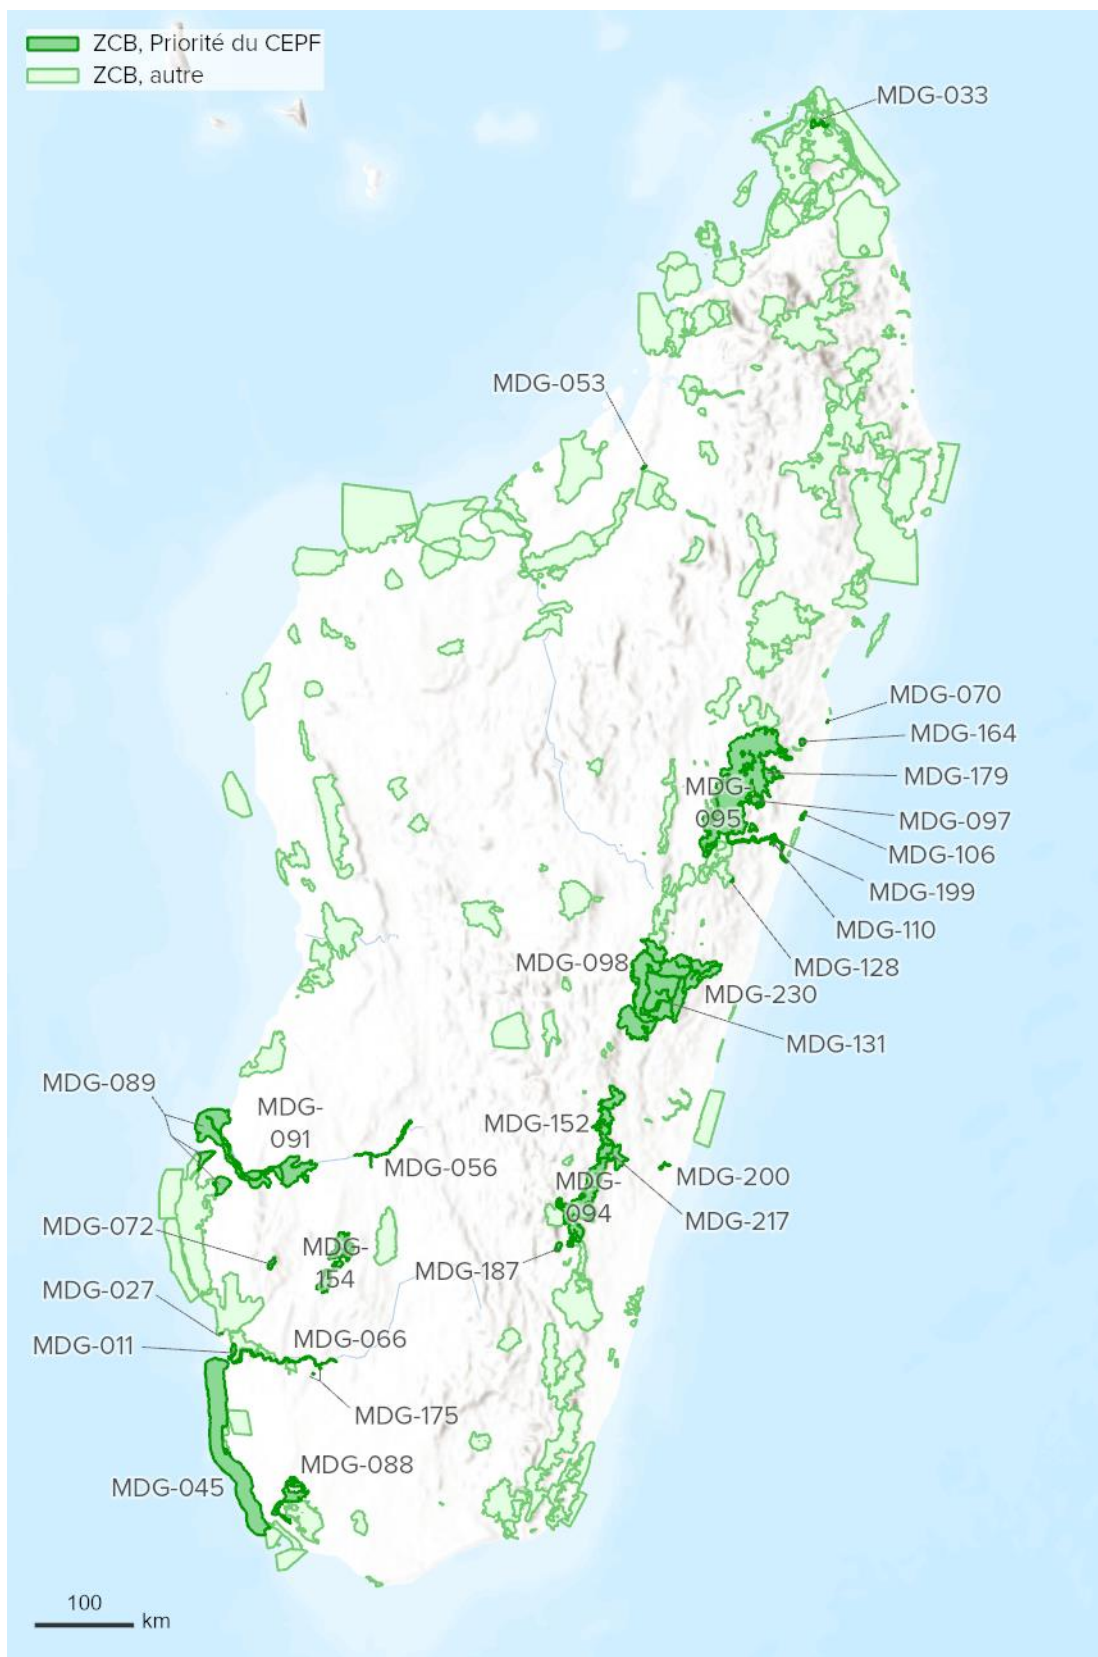 ZCB, Priorité du CEPF
ZCB, autre
MDG-033
MDG-053
MDG-070
MDG-164
MDG-179
MDG-
095
MDG-097
MDG-106
MDG-199
MDG-110
MDG-128
MDG-098
MDG-230
MDG-131
MDG-089
MDG-
091
MDG-152
MDG-056
MDG-200
MDG-
094
MDG-217
MDG-072
MDG-
154
MDG-187
MDG-027
MDG-011
MDG-066
MDG-175
MDG-088
MDG-045
100
km